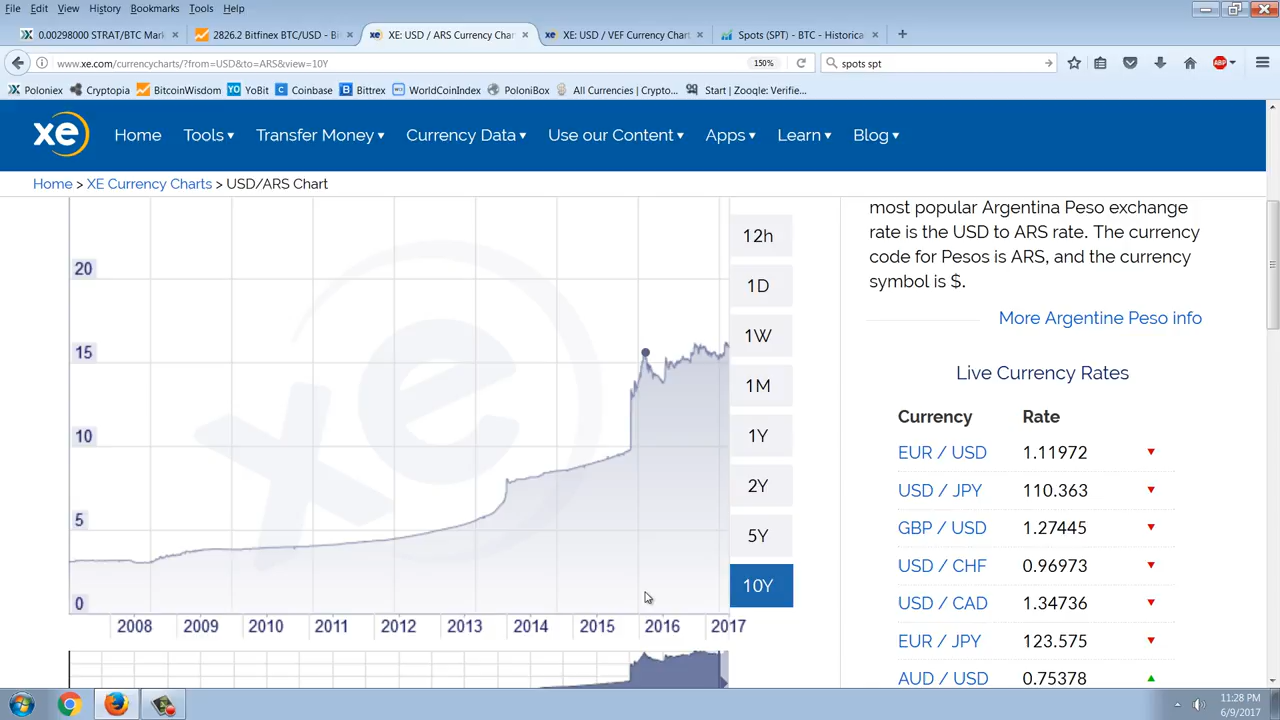 File Edit View History Bookmarks Tools Help
0.00298000 STRAT/BTC Mark
2826.2 Bitfinex BTC/USD - Bi
XE: USD / ARS Currency Char
XE: USD / VEF Currency Chart
Spots (SPT) - BTC - Historica
www.xe.com/currencycharts/?from=USD&to=ARS&view=10Y
150%
spots spt
ABP
Poloniex Cryptopia BitcoinWisdom YO YoBit C Coinbase B Bittrex WorldCoinIndex PoloniBox All Currencies | Crypto... Start | Zooqle: Verifie...
xe Home Tools Transfer Money Currency Data Use our Content Apps Learn Blog
Home > XE Currency Charts > USD/ARS Chart
xe
20
15
10
5
0
2008 2009 2010 2011 2012 2013 2014 2015 2016 2017
12h
1D
1W
1M
1Y
2Y
5Y
10Y
most popular Argentina Peso exchange
rate is the USD to ARS rate. The currency
code for Pesos is ARS, and the currency
symbol is $.
More Argentine Peso info
Live Currency Rates
Currency Rate
EUR / USD 1.11972
USD / JPY 110.363
GBP / USD 1.27445
USD / CHF 0.96973
USD / CAD 1.34736
EUR / JPY 123.575
AUD / USD 0.75378
11:28 PM
6/9/2017